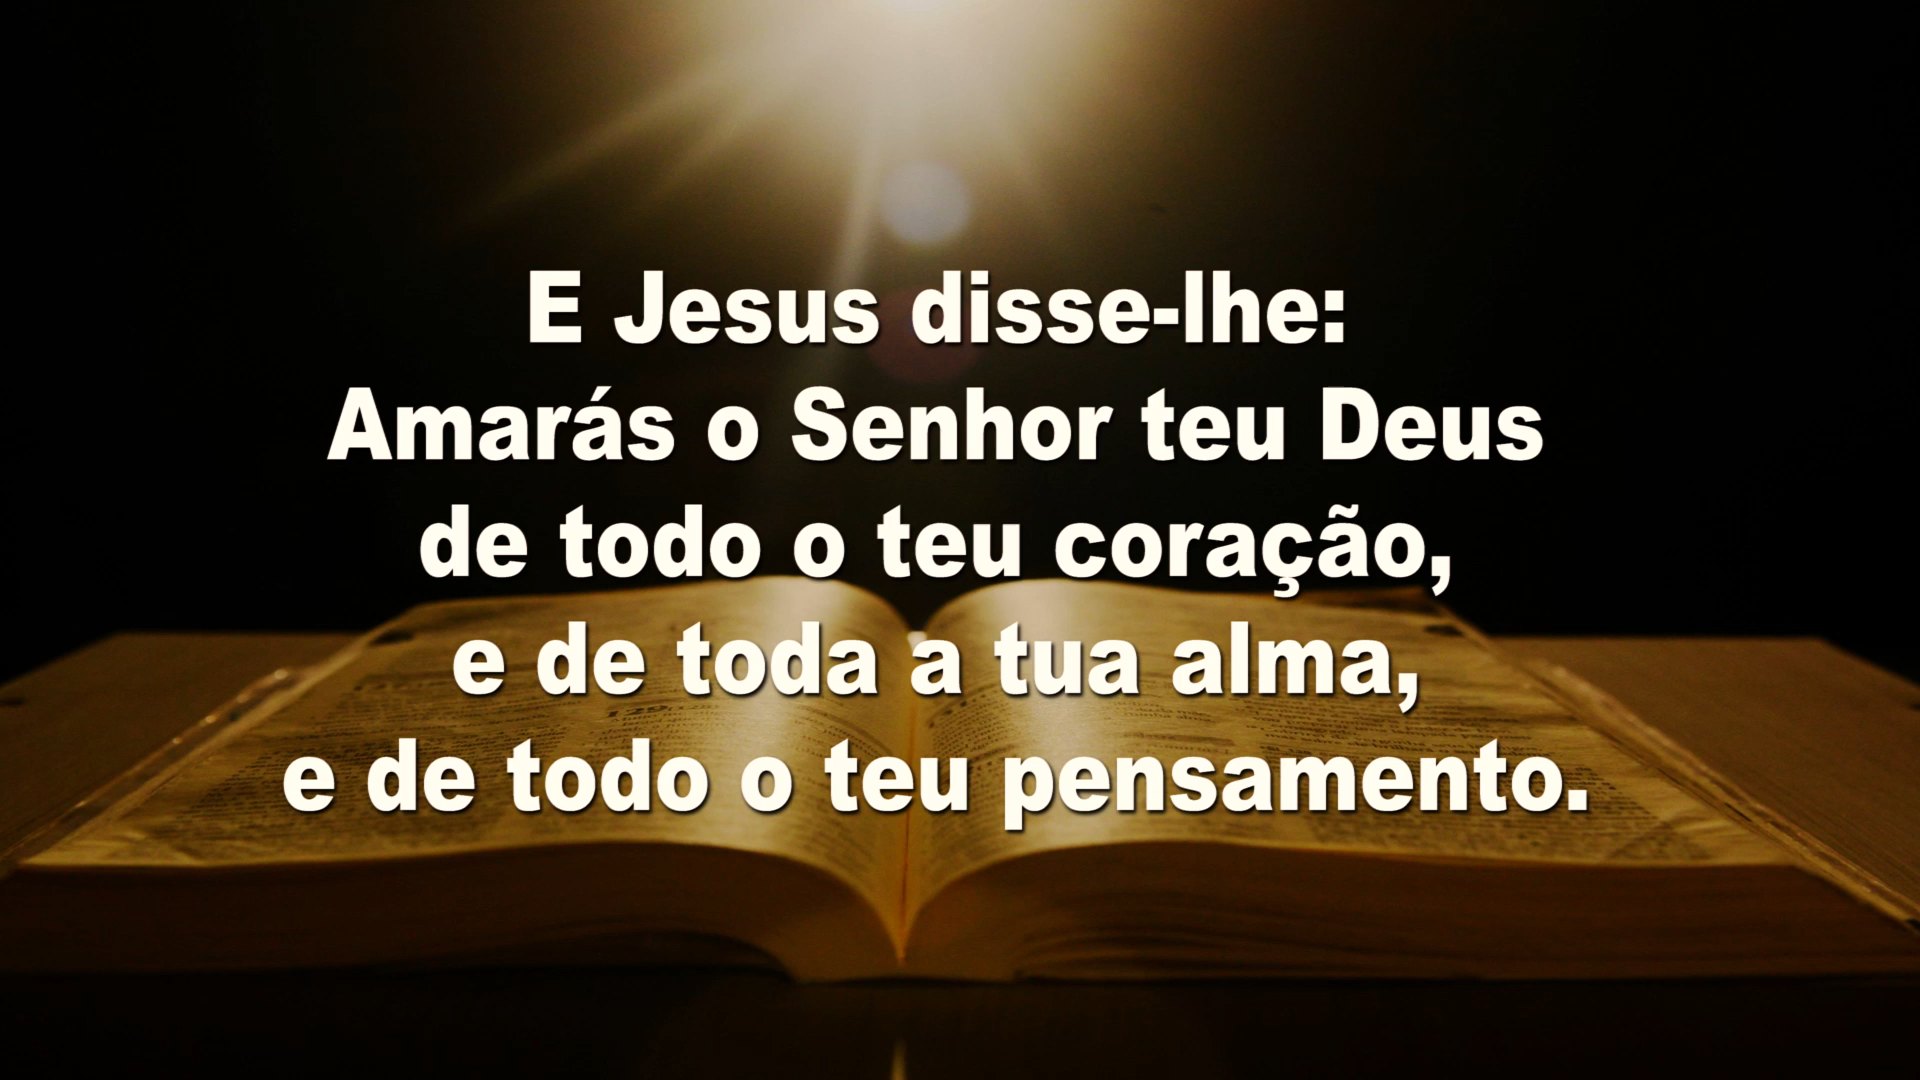 E Jesus disse-lhe:
Amarás o Senhor teu Deus
de todo o teu coração,
e de toda a tua alma,
e de todo o teu pensamento.